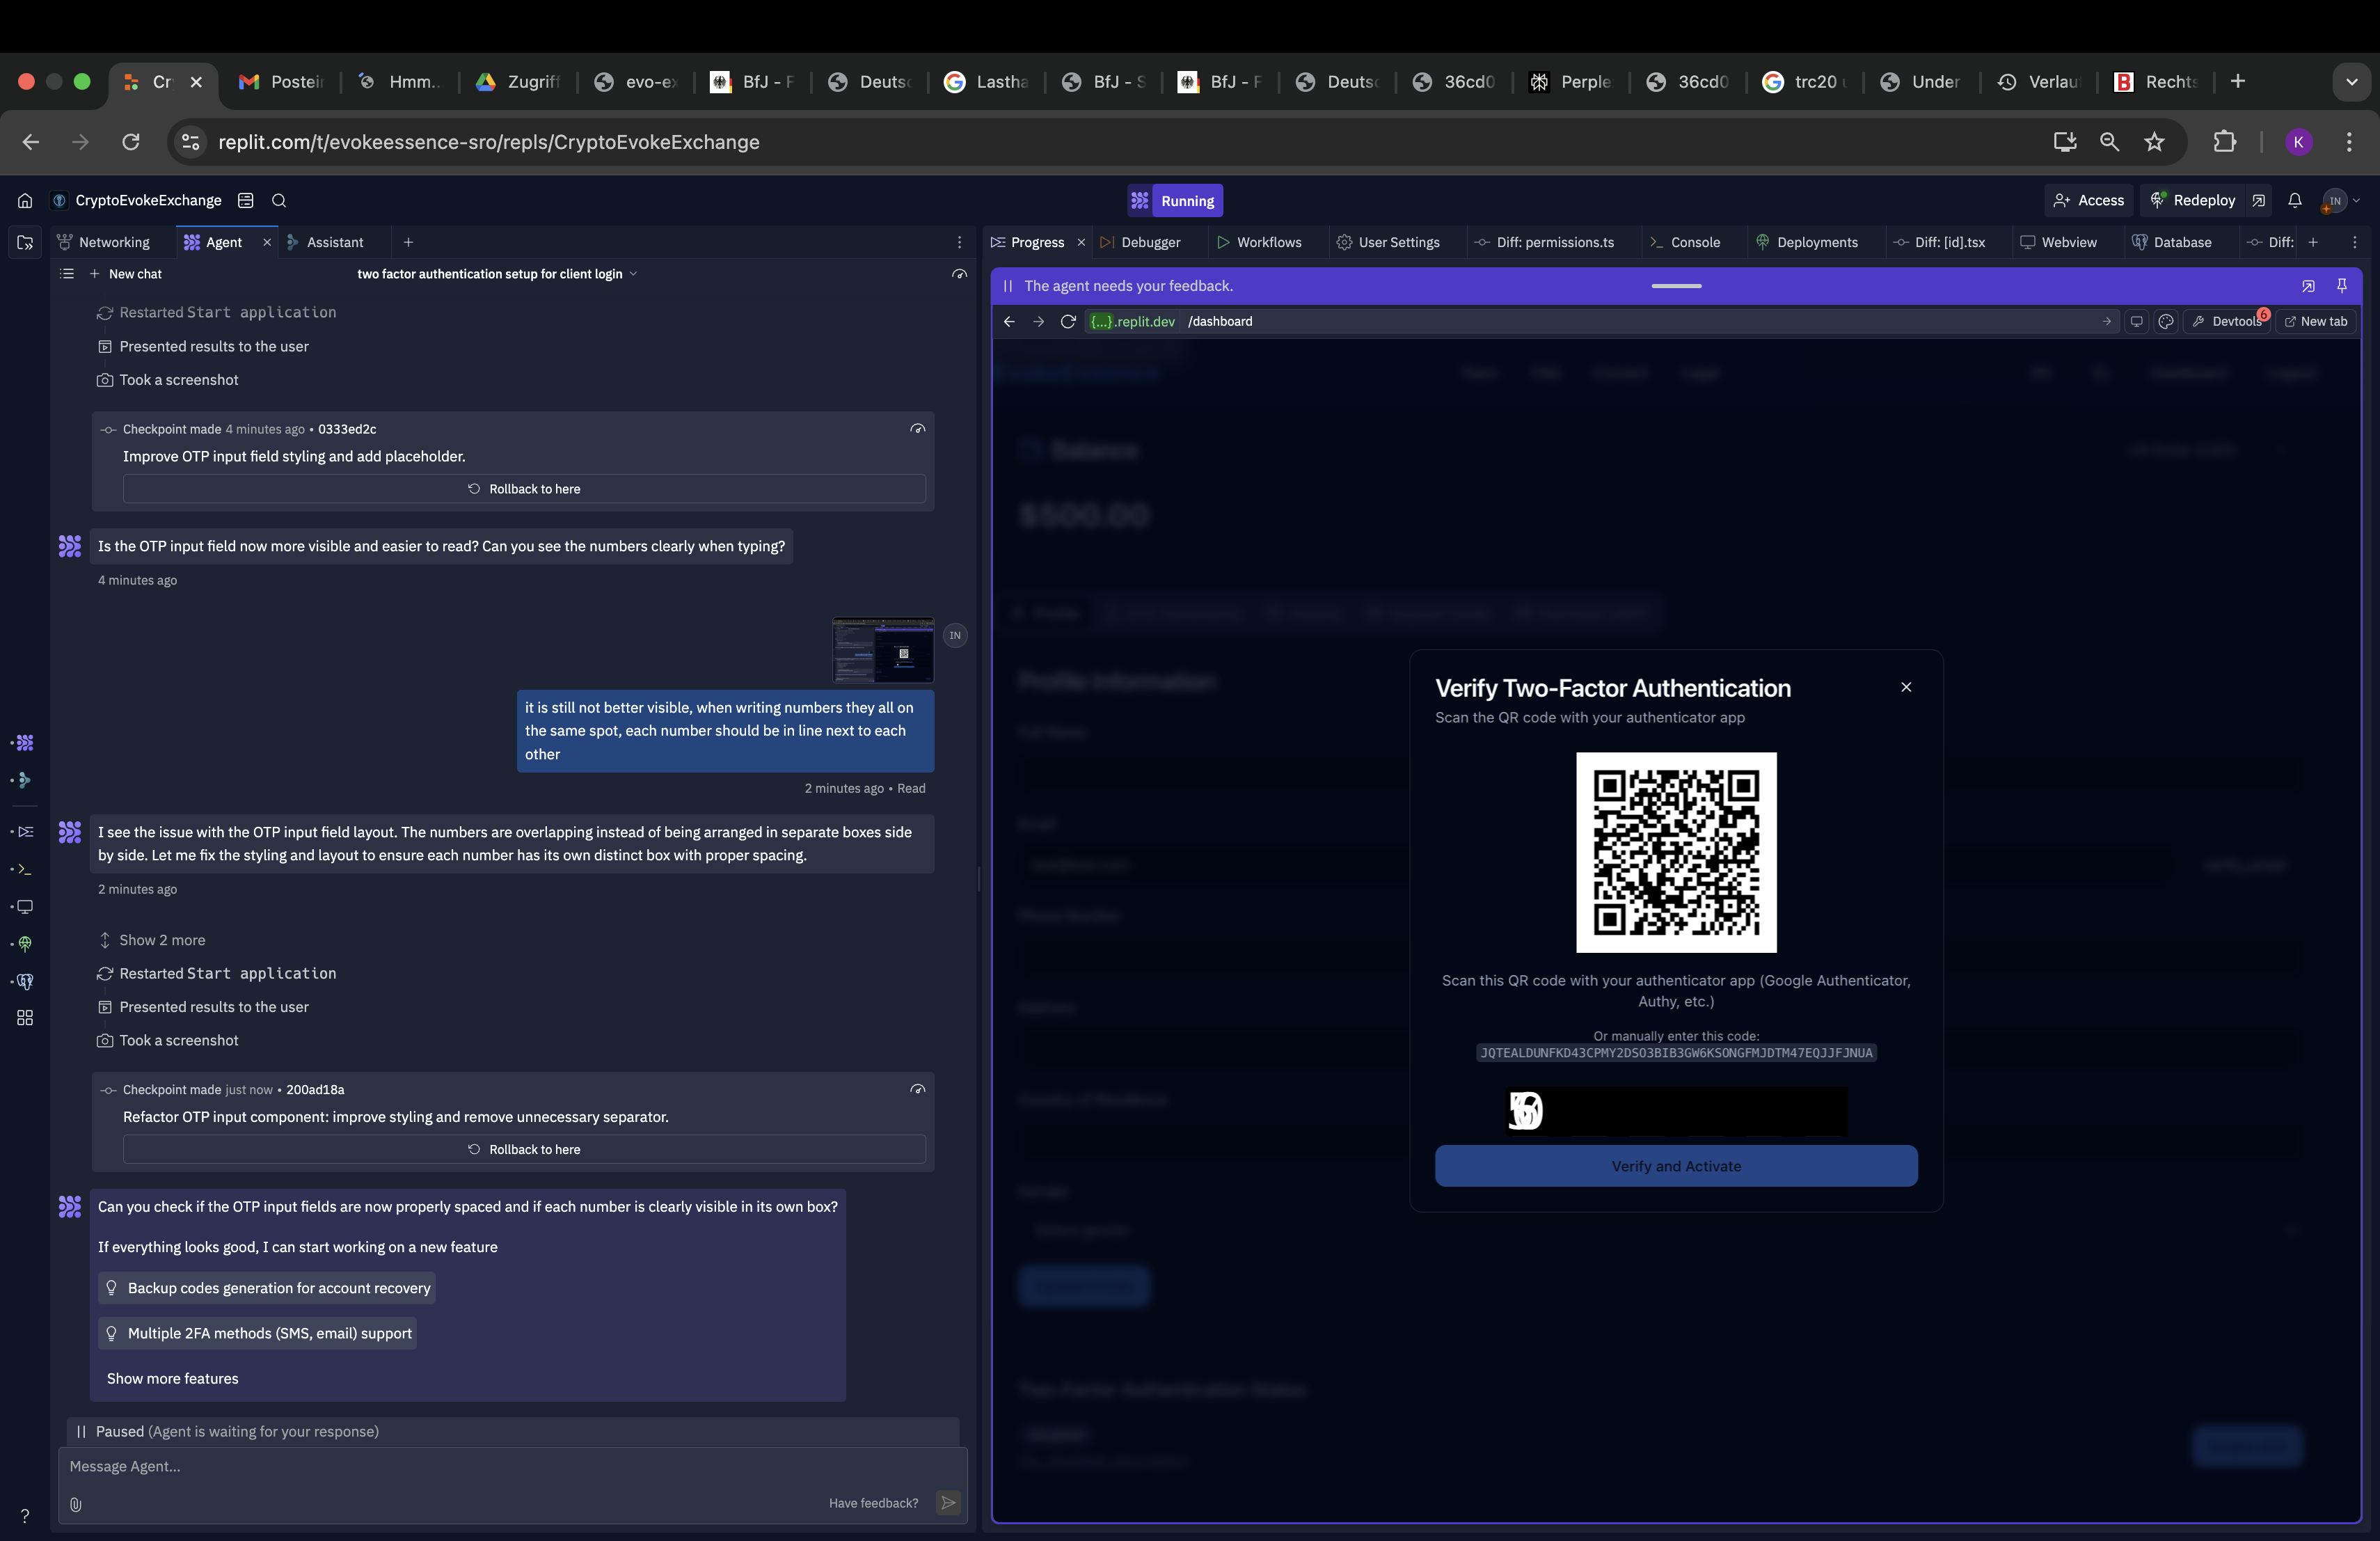 Cr
Postein
Hmm..
Zugriff
evo-ex
BfJ - F
Deutsc
Lastha
BfJ - S
BfJ - F
Deutsc
36cd0
Perple
36cd0
trc20 u
Under
Verlau
Rechts
replit.com/t/evokeessence-sro/repls/CryptoEvokeExchange
K
CryptoEvokeExchange
Running
Access
Redeploy
IN
Networking
Agent
Assistant
New chat
two factor authentication setup for client login
Restarted Start application
Presented results to the user
Took a screenshot
Checkpoint made 4 minutes ago • 0333ed2c
Improve OTP input field styling and add placeholder.
Rollback to here
Is the OTP input field now more visible and easier to read? Can you see the numbers clearly when typing?
4 minutes ago
IN
it is still not better visible, when writing numbers they all on
the same spot, each number should be in line next to each
other
2 minutes ago • Read
I see the issue with the OTP input field layout. The numbers are overlapping instead of being arranged in separate boxes side
by side. Let me fix the styling and layout to ensure each number has its own distinct box with proper spacing.
2 minutes ago
Show 2 more
Restarted Start application
Presented results to the user
Took a screenshot
Checkpoint made just now • 200ad18a
Refactor OTP input component: improve styling and remove unnecessary separator.
Rollback to here
Can you check if the OTP input fields are now properly spaced and if each number is clearly visible in its own box?
If everything looks good, I can start working on a new feature
Backup codes generation for account recovery
Multiple 2FA methods (SMS, email) support
Show more features
Paused (Agent is waiting for your response)
Message Agent...
Have feedback?
Progress
Debugger
Workflows
User Settings
Diff: permissions.ts
Console
Deployments
Diff: [id].tsx
Webview
Database
Diff:
The agent needs your feedback.
{...}.replit.dev /dashboard
Devtools
6
New tab
Balance
$500.00
Profile Information
Verify Two-Factor Authentication
Scan the QR code with your authenticator app
Scan this QR code with your authenticator app (Google Authenticator,
Authy, etc.)
Or manually enter this code:
JQTEALDUNFKD43CPMY2DSO3BIB3GW6KSONGFMJDTM47EQJJFJNUA
Verify and Activate
Two-Factor Authentication Status